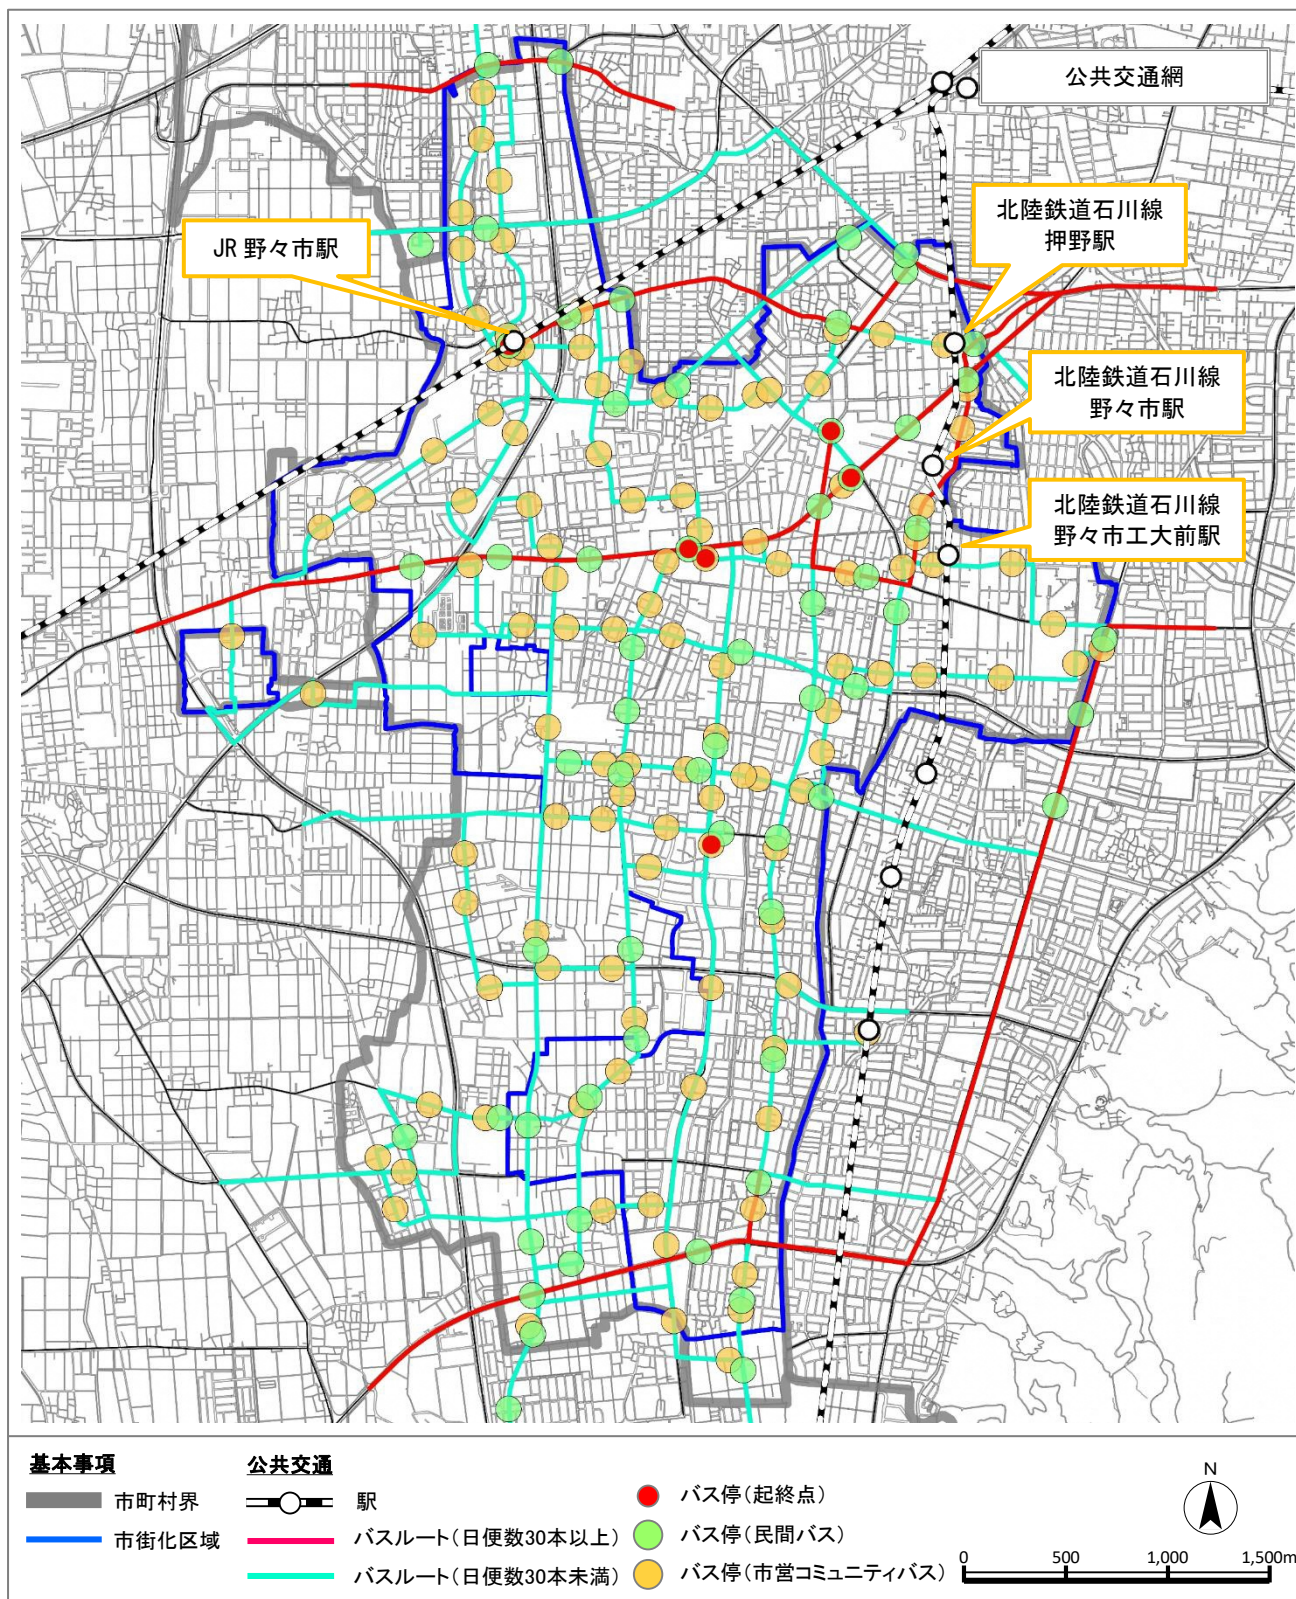 公共交通網
北陸鉄道石川線
押野駅
JR 野々市駅
北陸鉄道石川線
野々市駅
北陸鉄道石川線
野々市工大前駅
基本事項
市町村界
市街化区域
公共交通
駅
バスルート(日便数30本以上)
バスルート(日便数30本未満)
バス停(起終点)
バス停(民間バス)
バス停(市営コミュニティバス)
N
0 500 1,000 1,500m